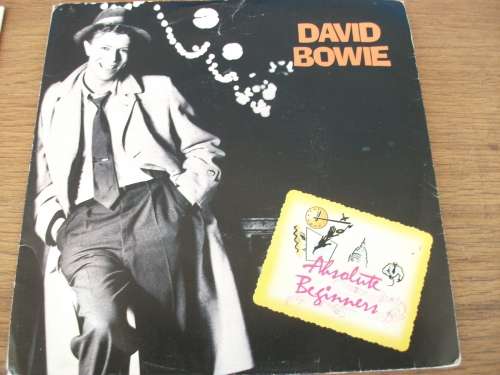 DAVID
BOWIE
Absolute
Beginners